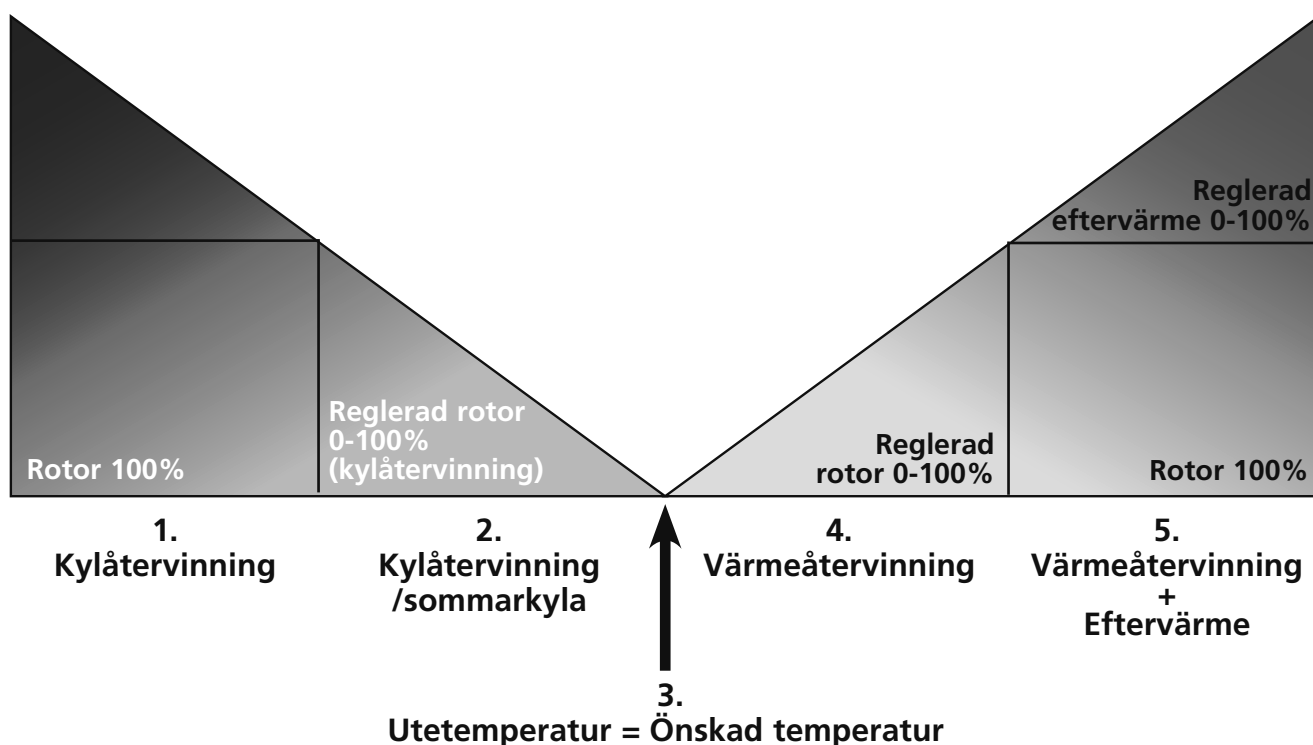 Reglerad
eftervärme 0-100%
Reglerad rotor
0-100%
(kylåtervinning)
Rotor 100%
Reglerad
rotor 0-100%
Rotor 100%
1.
Kylåtervinning
2.
Kylåtervinning
/sommarkyla
4.
Värmeåtervinning
5.
Värmeåtervinning
+
Eftervärme
3.
Utetemperatur = Önskad temperatur